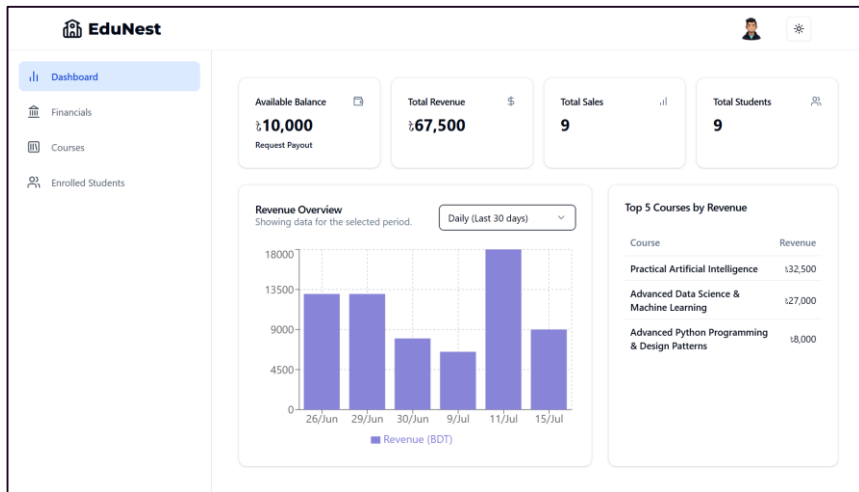 EduNest
Dashboard
Financials
Courses
Enrolled Students
Available Balance
৳10,000
Request Payout
Total Revenue
৳67,500
Total Sales
9
Total Students
9
Revenue Overview
Showing data for the selected period.
Daily (Last 30 days)
18000
13500
9000
4500
0
26/Jun 29/Jun 30/Jun 9/Jul 11/Jul 15/Jul
Revenue (BDT)
Top 5 Courses by Revenue
Course Revenue
Practical Artificial Intelligence ৳32,500
Advanced Data Science &
Machine Learning ৳27,000
Advanced Python Programming
& Design Patterns ৳8,000